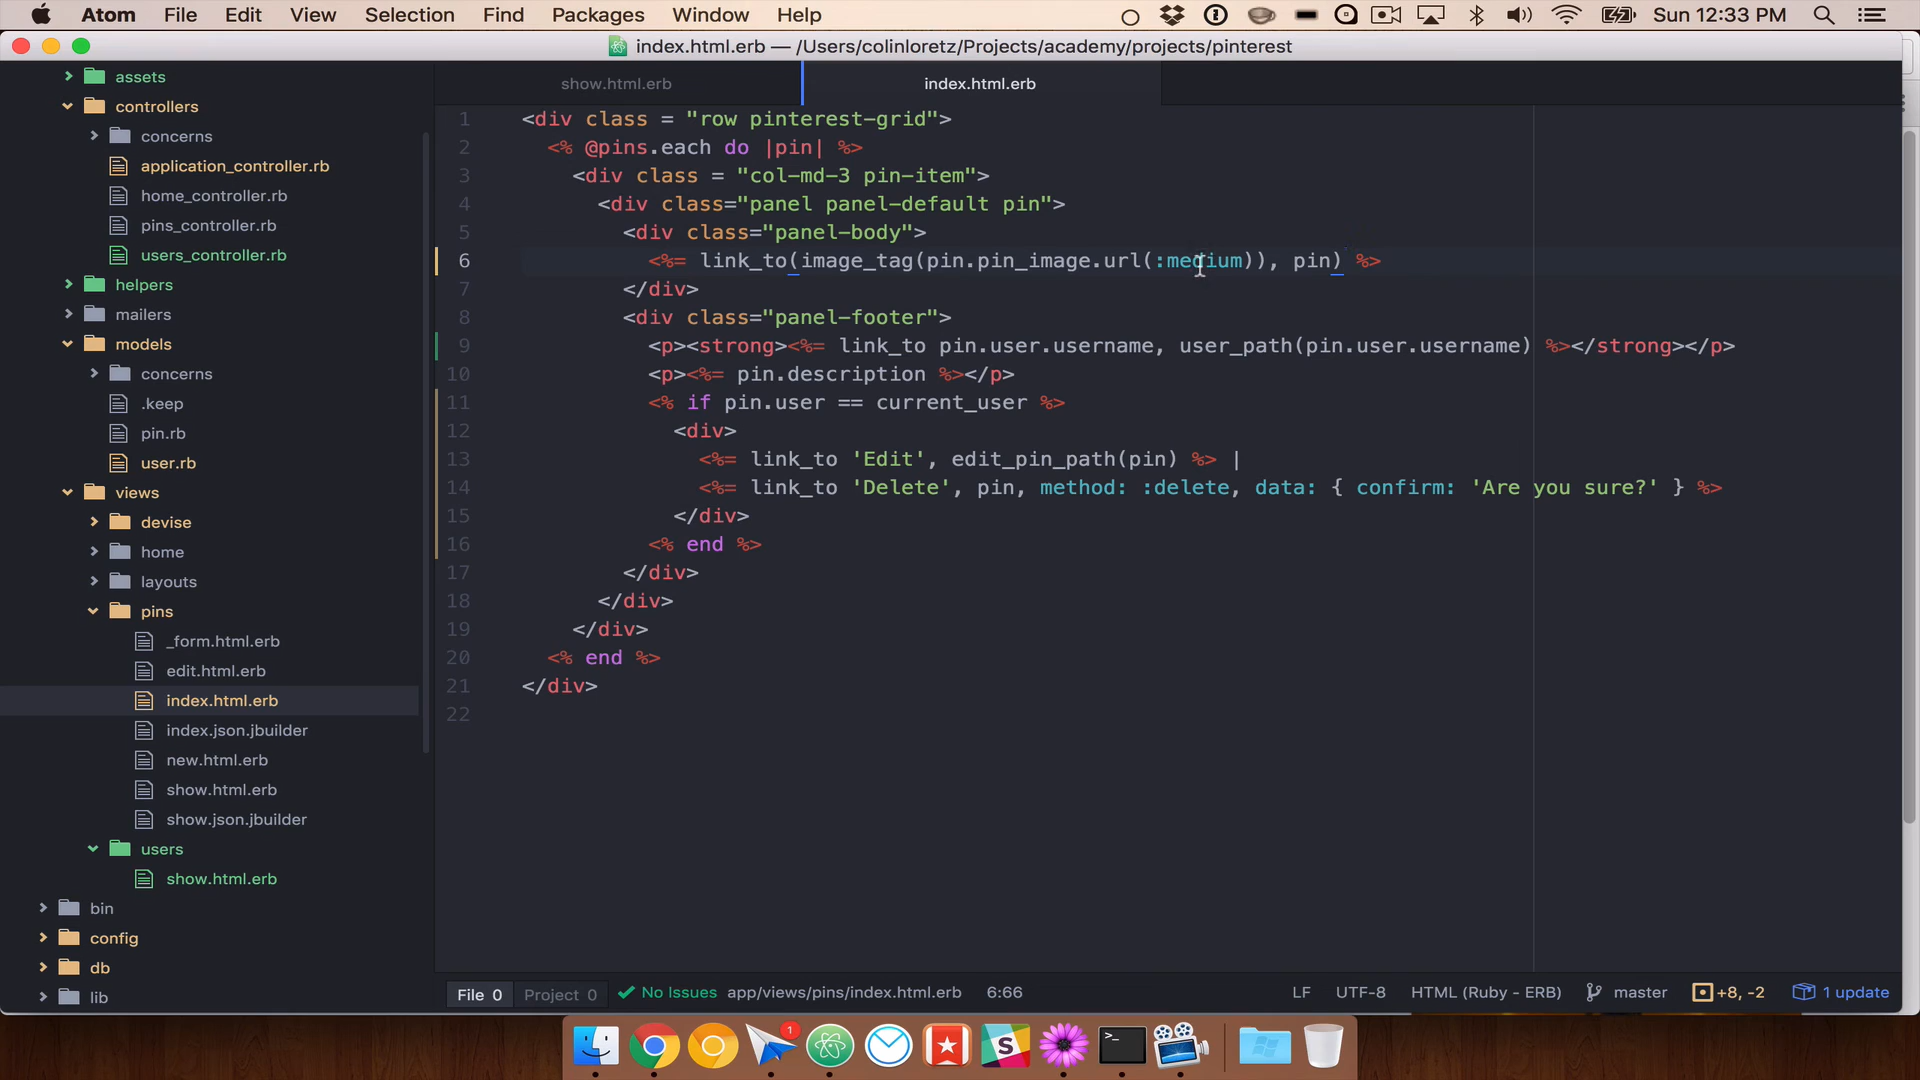 Atom File Edit View Selection Find Packages Window Help Sun 12:33 PM
index.html.erb — /Users/colinloretz/Projects/academy/projects/pinterest
assets
controllers
concerns
application_controller.rb
home_controller.rb
pins_controller.rb
users_controller.rb
helpers
mailers
models
concerns
.keep
pin.rb
user.rb
views
devise
home
layouts
pins
_form.html.erb
edit.html.erb
index.html.erb
index.json.jbuilder
new.html.erb
show.html.erb
show.json.jbuilder
users
show.html.erb
bin
config
db
lib
show.html.erb index.html.erb
1 <div class = "row pinterest-grid">
2 <% @pins.each do |pin| %>
3 <div class = "col-md-3 pin-item">
4 <div class="panel panel-default pin">
5 <div class="panel-body">
6 <%= link_to(image_tag(pin.pin_image.url(:medium)), pin) %>
7 </div>
8 <div class="panel-footer">
9 <p><strong><%= link_to pin.user.username, user_path(pin.user.username) %></strong></p>
10 <p><%= pin.description %></p>
11 <% if pin.user == current_user %>
12 <div>
13 <%= link_to 'Edit', edit_pin_path(pin) %> |
14 <%= link_to 'Delete', pin, method: :delete, data: { confirm: 'Are you sure?' } %>
15 </div>
16 <% end %>
17 </div>
18 </div>
19 </div>
20 <% end %>
21 </div>
22
File 0 Project 0 No Issues app/views/pins/index.html.erb 6:66 LF UTF-8 HTML (Ruby - ERB) master +8, -2 1 update
1